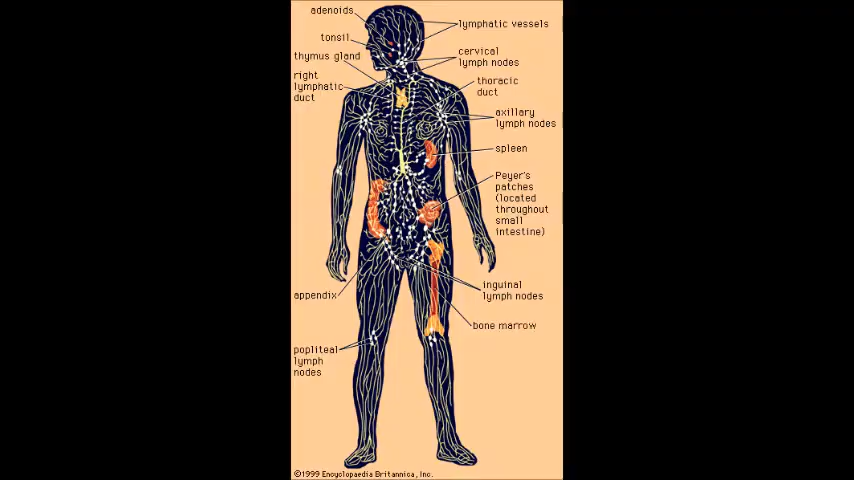 adenoids
tonsil
thymus gland
right
lymphatic
duct
lymphatic vessels
cervical
lymph nodes
thoracic
duct
axillary
lymph nodes
spleen
Peyer's
patches
(located
throughout
small
intestine)
appendix
inguinal
lymph nodes
bone marrow
popliteal
lymph
nodes
©1999 Encyclopaedia Britannica, Inc.